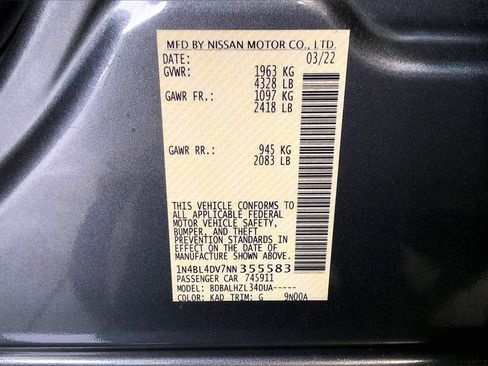 MFD BY NISSAN MOTOR CO., LTD.
DATE: 03/22
GVWR: 1963 KG
4328 LB
GAWR FR.: 1097 KG
2418 LB
GAWR RR.: 945 KG
2083 LB
THIS VEHICLE CONFORMS TO
ALL APPLICABLE FEDERAL
MOTOR VEHICLE SAFETY,
BUMPER, AND THEFT
PREVENTION STANDARDS IN
EFFECT ON THE DATE OF
MANUFACTURE SHOWN ABOVE.
1N4BL4DV7NN355583
PASSENGER CAR 745911
MODEL: BDBALHZL34DUA-----
COLOR: KAD TRIM: G 9N00A